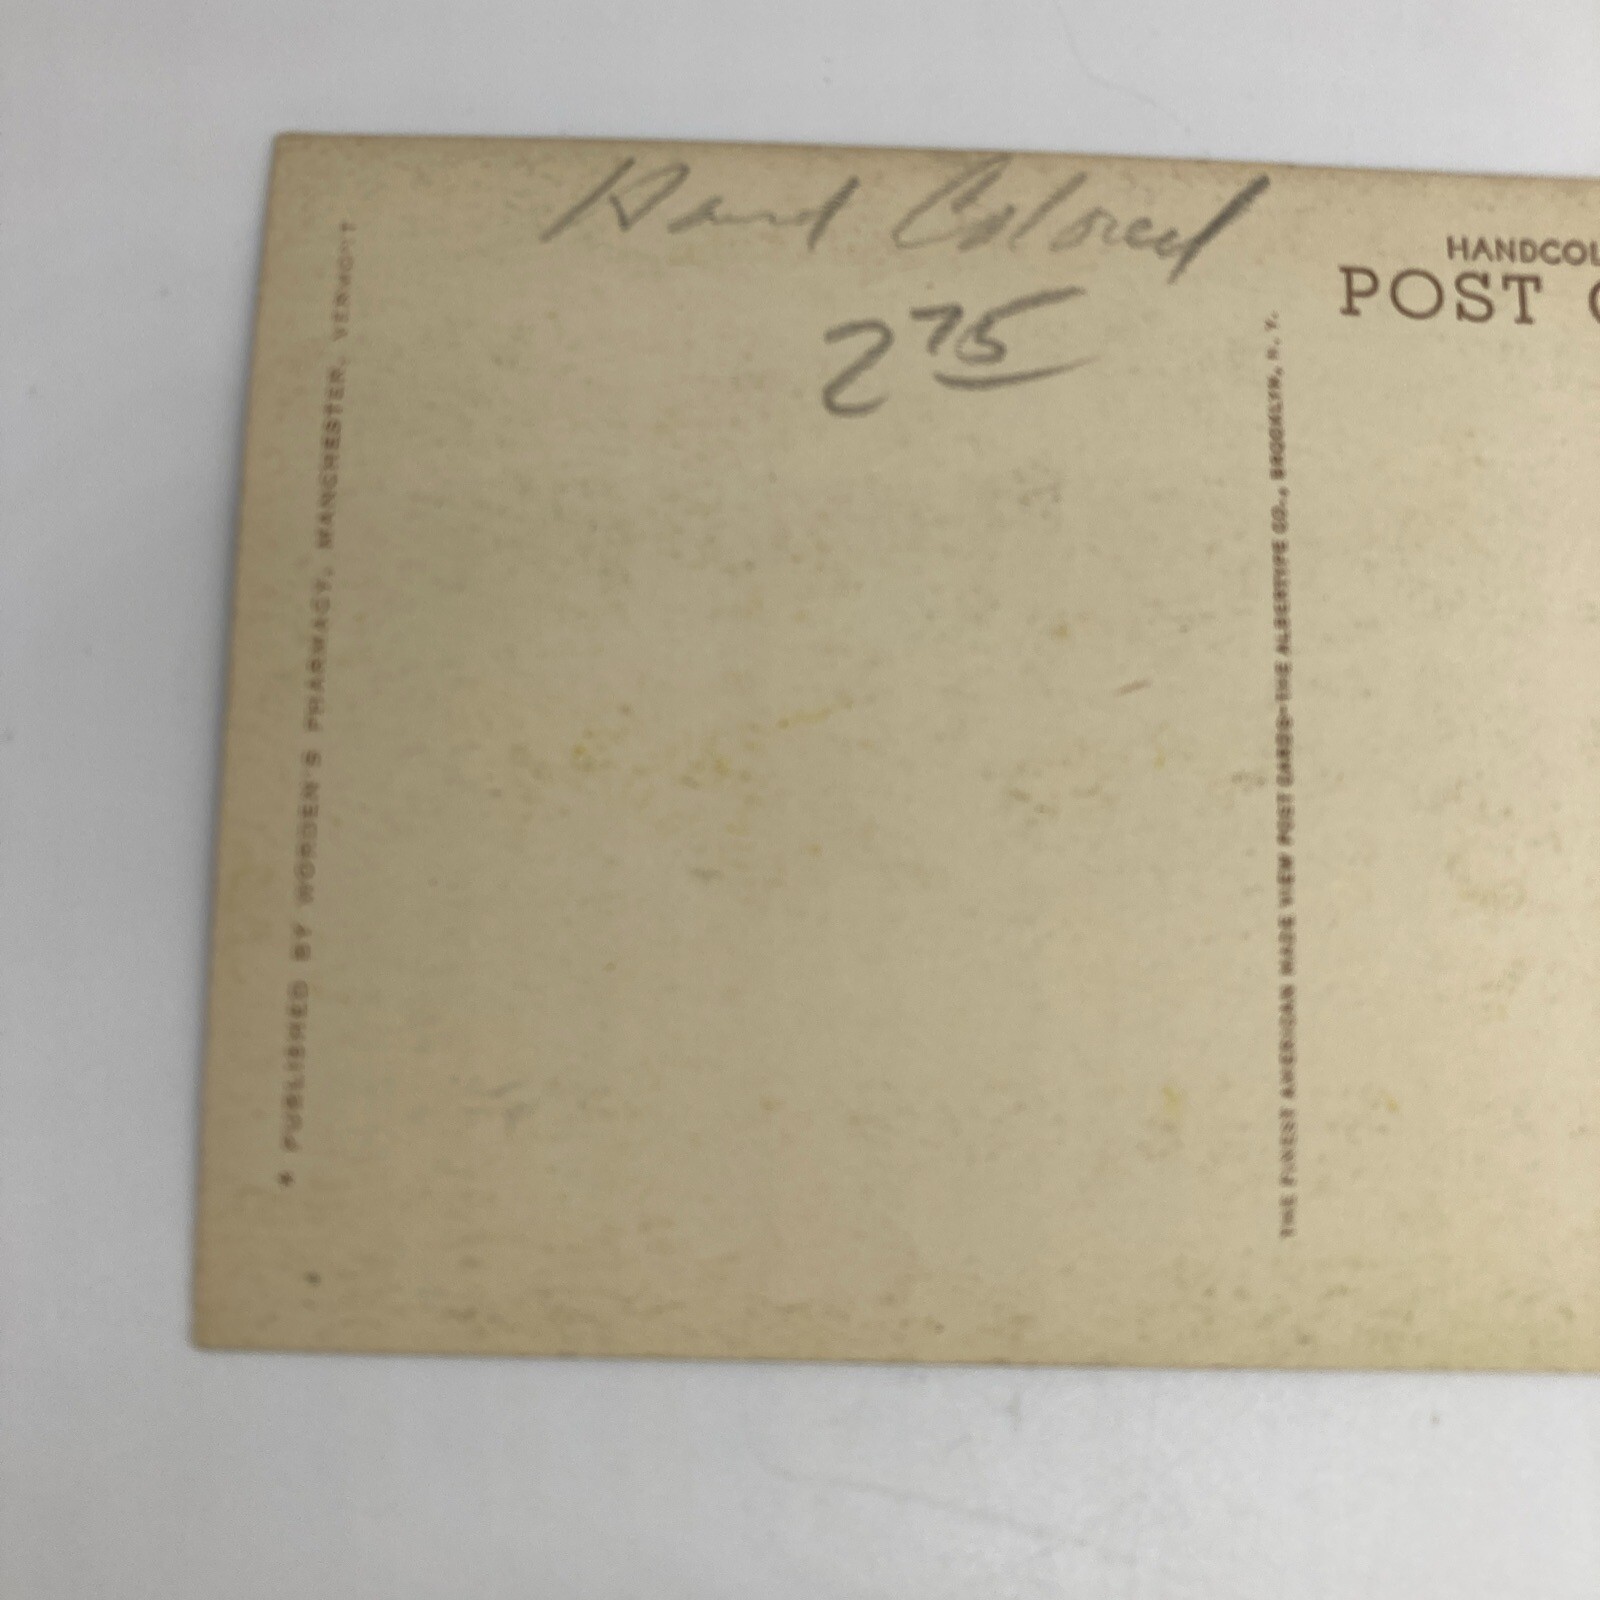 Hand Colored
2 75
HANDCOL
POST C
PUBLISHED BY WORDEN'S PHARMACY, MANCHESTER, VERMONT
THE FINEST AMERICAN MADE VIEW POST CARDS—THE ALBERTYPE CO., BROOKLYN, N. Y.